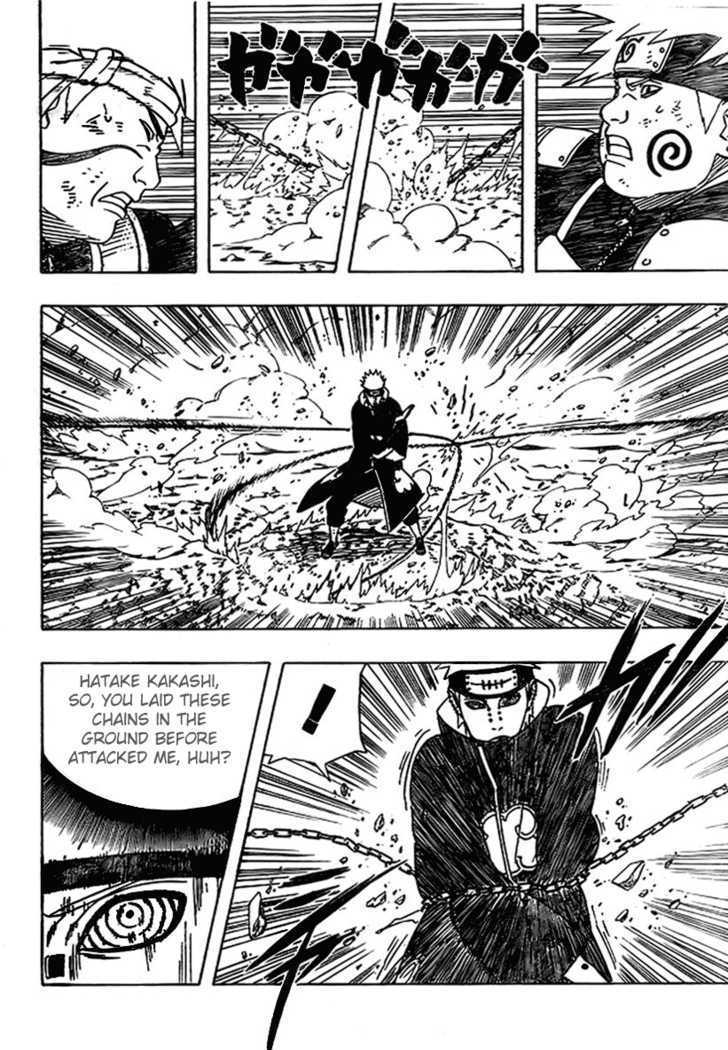 ガガガガガ
!
HATAKE KAKASHI,
SO, YOU LAID THESE
CHAINS IN THE
GROUND BEFORE
ATTACKED ME, HUH?